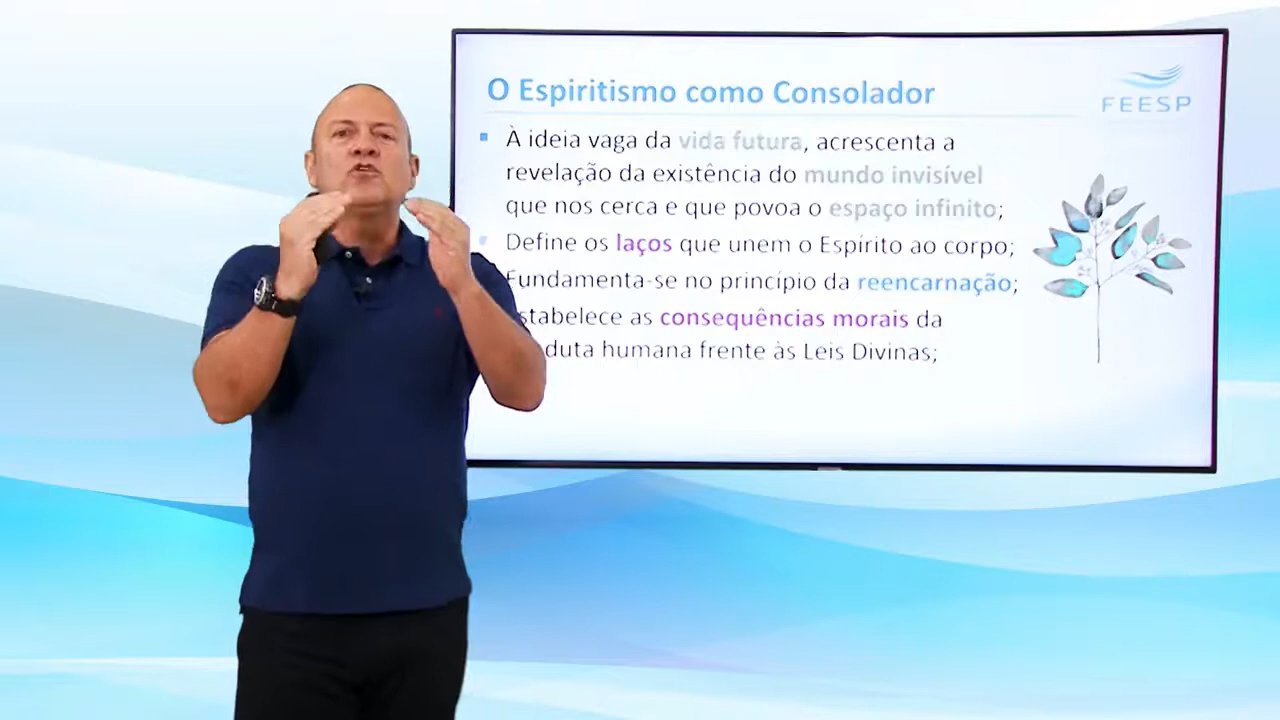 O Espiritismo como Consolador
FEESP
À ideia vaga da vida futura, acrescenta a
revelação da existência do mundo invisível
que nos cerca e que povoa o espaço infinito;
Define os laços que unem o Espírito ao corpo;
Fundamenta-se no princípio da reencarnação;
stabelece as consequências morais da
duta humana frente às Leis Divinas;